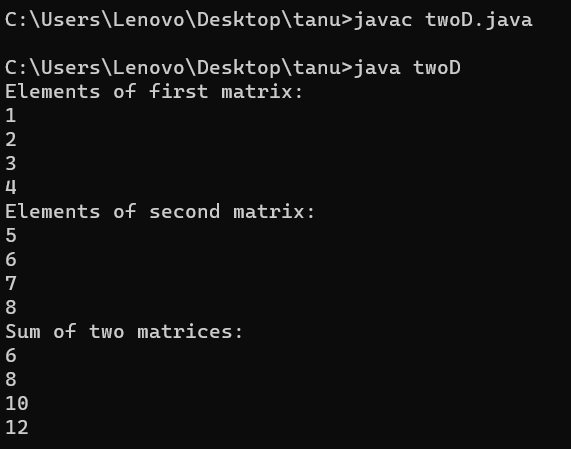 C:\Users\Lenovo\Desktop\tanu>javac twoD.java
C:\Users\Lenovo\Desktop\tanu>java twoD
Elements of first matrix:
1
2
3
4
Elements of second matrix:
5
6
7
8
Sum of two matrices:
6
8
10
12